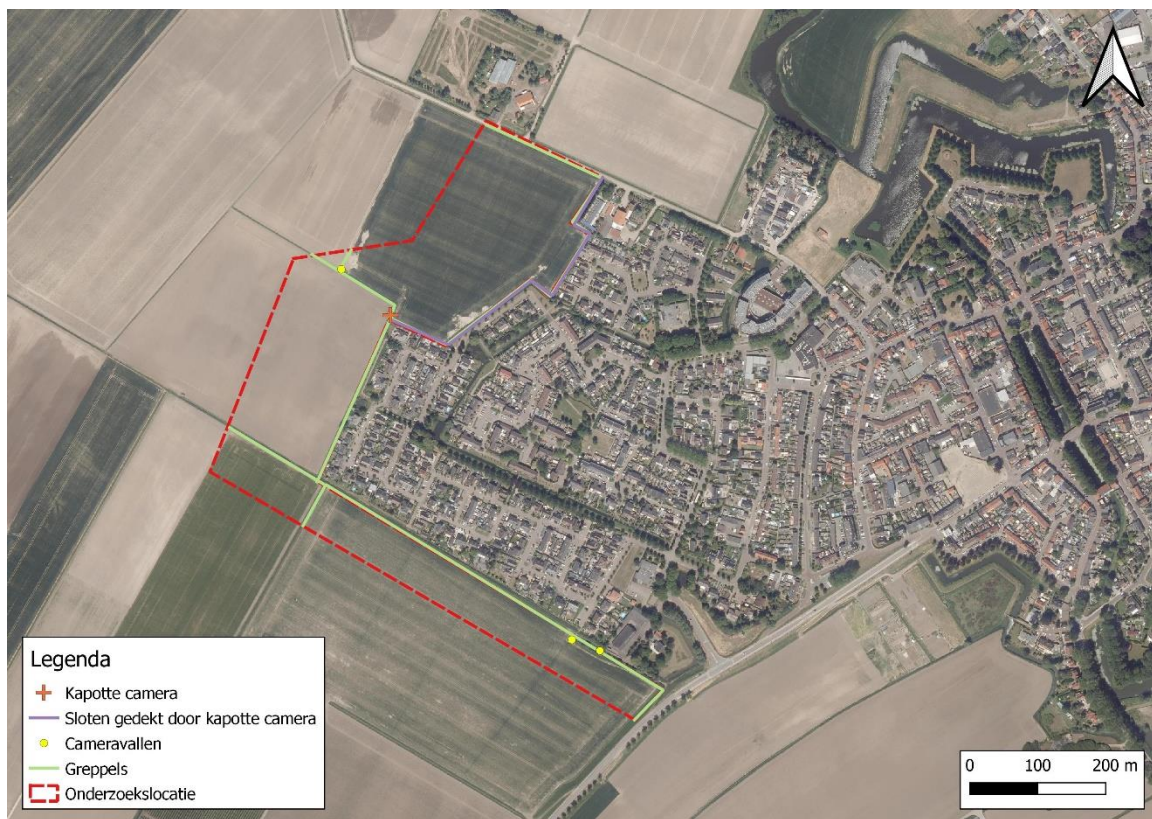 Legenda
Kapotte camera
Sloten gedekt door kapotte camera
Cameravallen
Greppels
Onderzoekslocatie
0 100 200 m